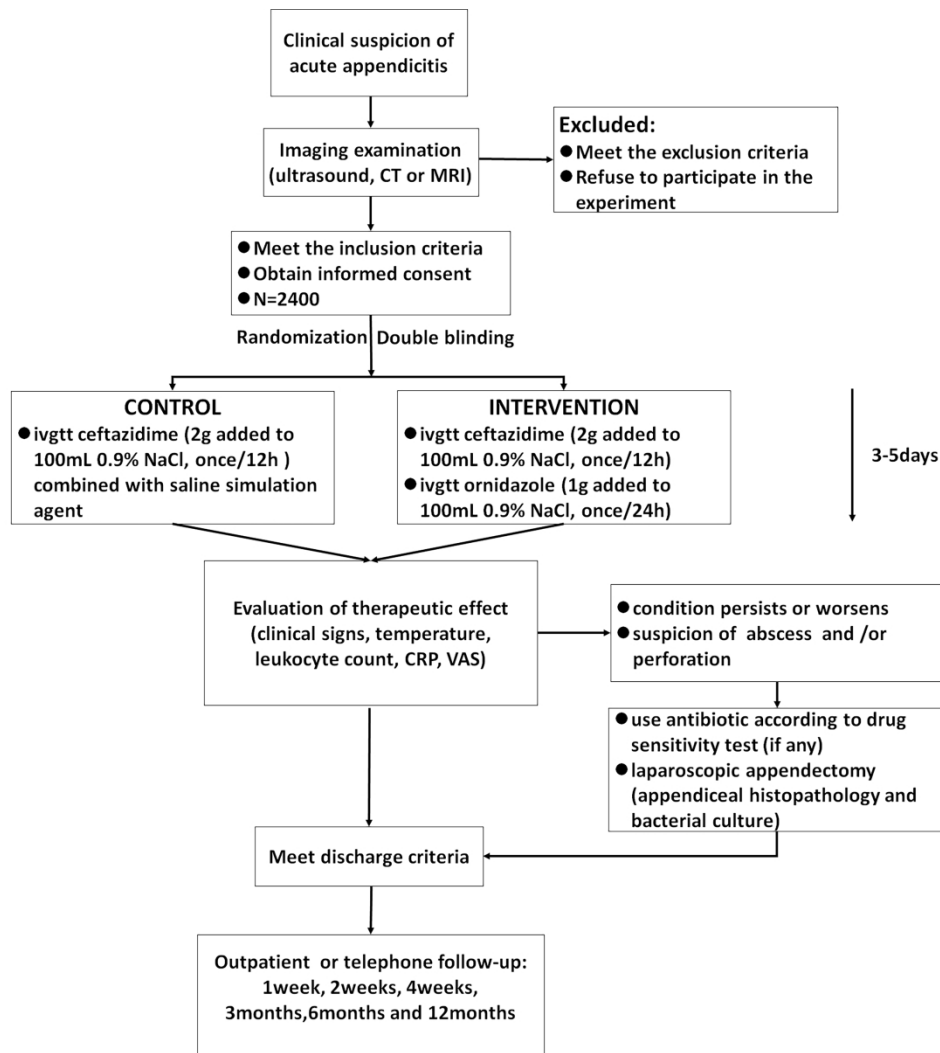 Clinical suspicion of
acute appendicitis
Imaging examination
(ultrasound, CT or MRI)
Excluded:
● Meet the exclusion criteria
● Refuse to participate in the
experiment
● Meet the inclusion criteria
● Obtain informed consent
● N=2400
Randomization
Double blinding
CONTROL
● ivgtt ceftazidime (2g added to
100mL 0.9% NaCl, once/12h )
combined with saline simulation
agent
INTERVENTION
● ivgtt ceftazidime (2g added to
100mL 0.9% NaCl, once/12h)
● ivgtt ornidazole (1g added to
100mL 0.9% NaCl, once/24h)
3-5days
Evaluation of therapeutic effect
(clinical signs, temperature,
leukocyte count, CRP, VAS)
● condition persists or worsens
● suspicion of abscess and /or
perforation
● use antibiotic according to drug
sensitivity test (if any)
● laparoscopic appendectomy
(appendiceal histopathology and
bacterial culture)
Meet discharge criteria
Outpatient or telephone follow-up:
1week, 2weeks, 4weeks,
3months,6months and 12months